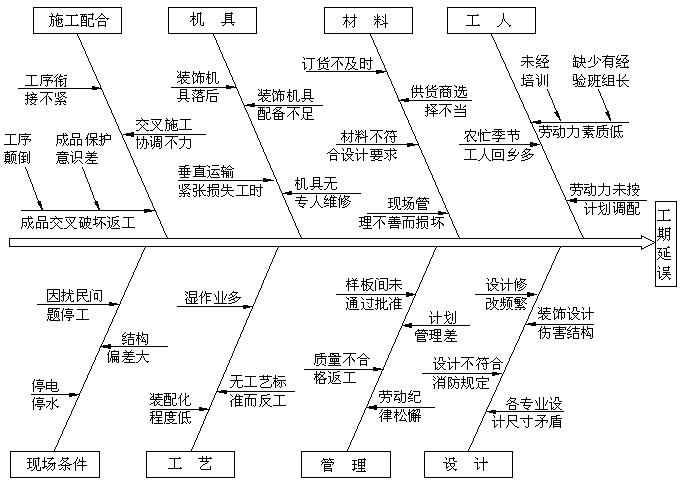 施工配合
机 具
材 料
工 人
工序衔
接不紧
交叉施工
协调不力
工序
颠倒
成品保护
意识差
成品交叉破坏返工
装饰机
具落后
装饰机具
配备不足
垂直运输
紧张损失工时
机具无
专人维修
订货不及时
供货商选
择不当
材料不符
合设计要求
现场管
理不善而损坏
未经
培训
缺少有经
验班组长
劳动力素质低
农忙季节
工人回乡多
劳动力未按
计划调配
工期延误
因扰民问
题停工
结构
偏差大
停电
停水
湿作业多
无工艺标
准而反工
装配化
程度低
样板间未
通过批准
计划
管理差
质量不合
格返工
劳动纪
律松懈
设计修
改频繁
装饰设计
伤害结构
设计不符合
消防规定
各专业设
计尺寸矛盾
现场条件
工 艺
管 理
设 计